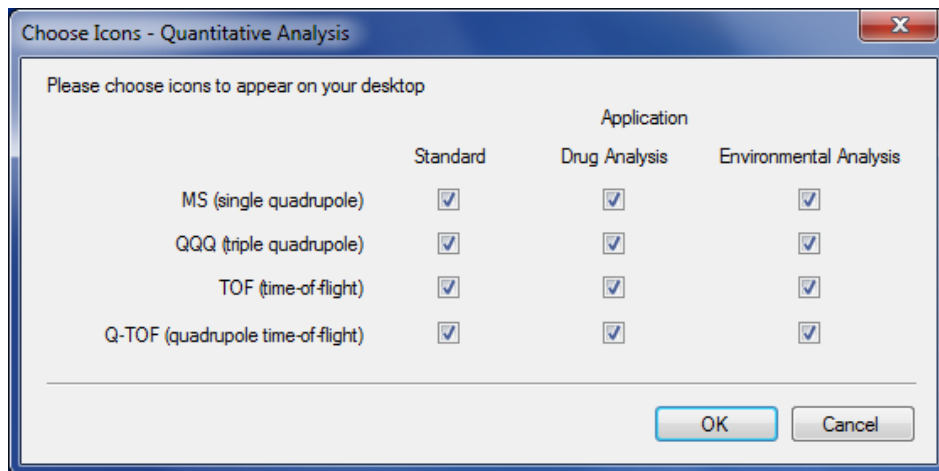 Choose Icons - Quantitative Analysis
Please choose icons to appear on your desktop
Application
Standard Drug Analysis Environmental Analysis
MS (single quadrupole)
QQQ (triple quadrupole)
TOF (time-of-flight)
Q-TOF (quadrupole time-of-flight)
OK Cancel